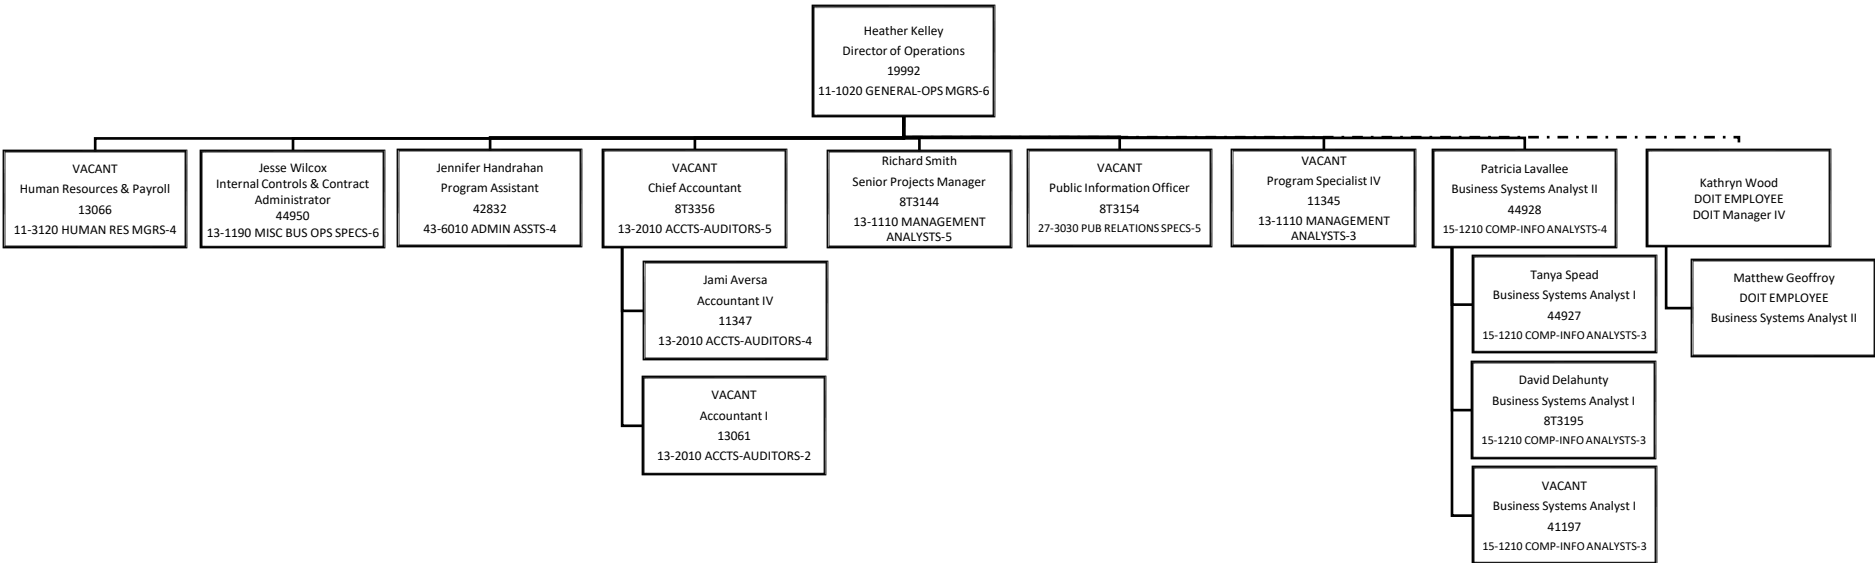 Heather Kelley
Director of Operations
19992
11-1020 GENERAL-OPS MGRS-6
VACANT
Human Resources & Payroll
13066
11-3120 HUMAN RES MGRS-4
Jesse Wilcox
Internal Controls & Contract
Administrator
44950
13-1190 MISC BUS OPS SPECS-6
Jennifer Handrahan
Program Assistant
42832
43-6010 ADMIN ASSTS-4
VACANT
Chief Accountant
8T3356
13-2010 ACCTS-AUDITORS-5
Richard Smith
Senior Projects Manager
8T3144
13-1110 MANAGEMENT
ANALYSTS-5
VACANT
Public Information Officer
8T3154
27-3030 PUB RELATIONS SPECS-5
VACANT
Program Specialist IV
11345
13-1110 MANAGEMENT
ANALYSTS-3
Patricia Lavallee
Business Systems Analyst II
44928
15-1210 COMP-INFO ANALYSTS-4
Kathryn Wood
DOIT EMPLOYEE
DOIT Manager IV
Jami Aversa
Accountant IV
11347
13-2010 ACCTS-AUDITORS-4
VACANT
Accountant I
13061
13-2010 ACCTS-AUDITORS-2
Tanya Spead
Business Systems Analyst I
44927
15-1210 COMP-INFO ANALYSTS-3
David Delahunty
Business Systems Analyst I
8T3195
15-1210 COMP-INFO ANALYSTS-3
VACANT
Business Systems Analyst I
41197
15-1210 COMP-INFO ANALYSTS-3
Matthew Geoffroy
DOIT EMPLOYEE
Business Systems Analyst II